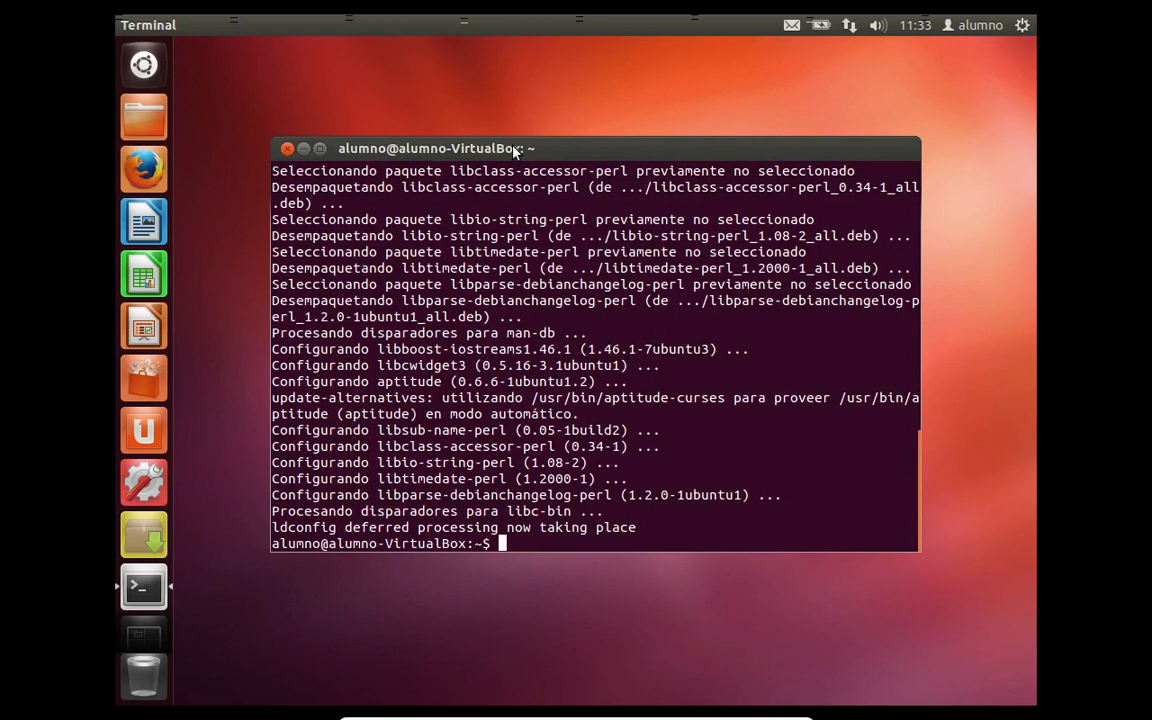 Terminal
11:33
alumno
alumno@alumno-VirtualBox: ~
Seleccionando paquete libclass-accessor-perl previamente no seleccionado
Desempaquetando libclass-accessor-perl (de .../libclass-accessor-perl_0.34-1_all
.deb) ...
Seleccionando paquete libio-string-perl previamente no seleccionado
Desempaquetando libio-string-perl (de .../libio-string-perl_1.08-2_all.deb) ...
Seleccionando paquete libtimedate-perl previamente no seleccionado
Desempaquetando libtimedate-perl (de .../libtimedate-perl_1.2000-1_all.deb) ...
Seleccionando paquete libparse-debianchangelog-perl previamente no seleccionado
Desempaquetando libparse-debianchangelog-perl (de .../libparse-debianchangelog-p
erl_1.2.0-1ubuntu1_all.deb) ...
Procesando disparadores para man-db ...
Configurando libboost-iostreams1.46.1 (1.46.1-7ubuntu3) ...
Configurando libcwidget3 (0.5.16-3.1ubuntu1) ...
Configurando aptitude (0.6.6-1ubuntu1.2) ...
update-alternatives: utilizando /usr/bin/aptitude-curses para proveer /usr/bin/a
ptitude (aptitude) en modo automático.
Configurando libsub-name-perl (0.05-1build2) ...
Configurando libclass-accessor-perl (0.34-1) ...
Configurando libio-string-perl (1.08-2) ...
Configurando libtimedate-perl (1.2000-1) ...
Configurando libparse-debianchangelog-perl (1.2.0-1ubuntu1) ...
Procesando disparadores para libc-bin ...
ldconfig deferred processing now taking place
alumno@alumno-VirtualBox:~$